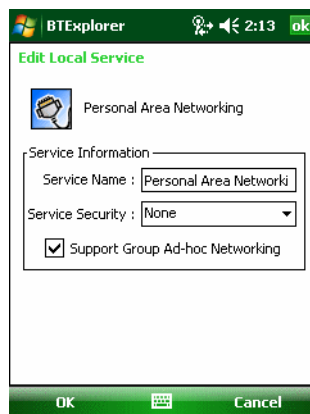 BTExplorer 2:13 ok
Edit Local Service
Personal Area Networking
Service Information
Service Name : Personal Area Networki
Service Security : None
Support Group Ad-hoc Networking
OK Cancel